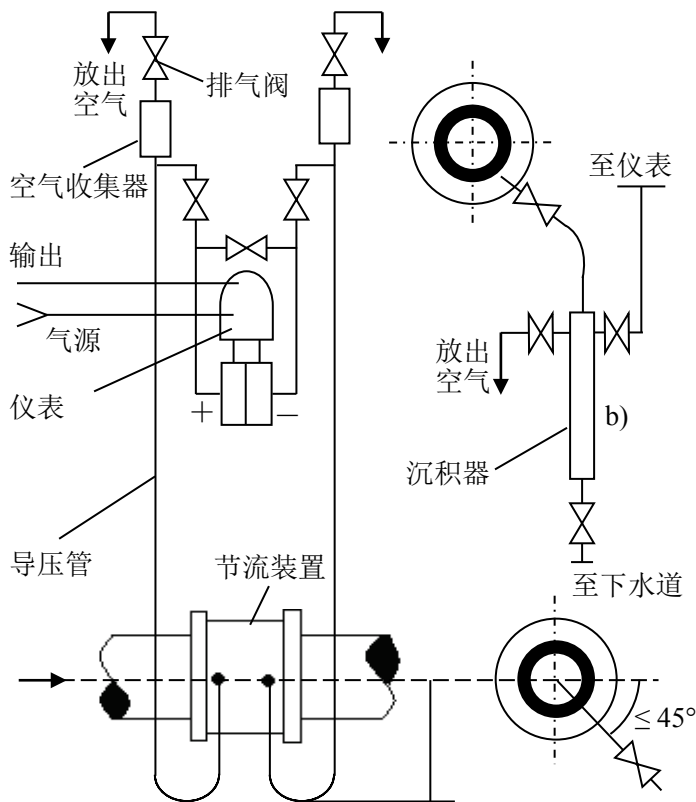 放出
空气
排气阀
空气收集器
至仪表
输出
气源
放出
空气
仪表
+
−
b)
沉积器
导压管
节流装置
至下水道
≤ 45°